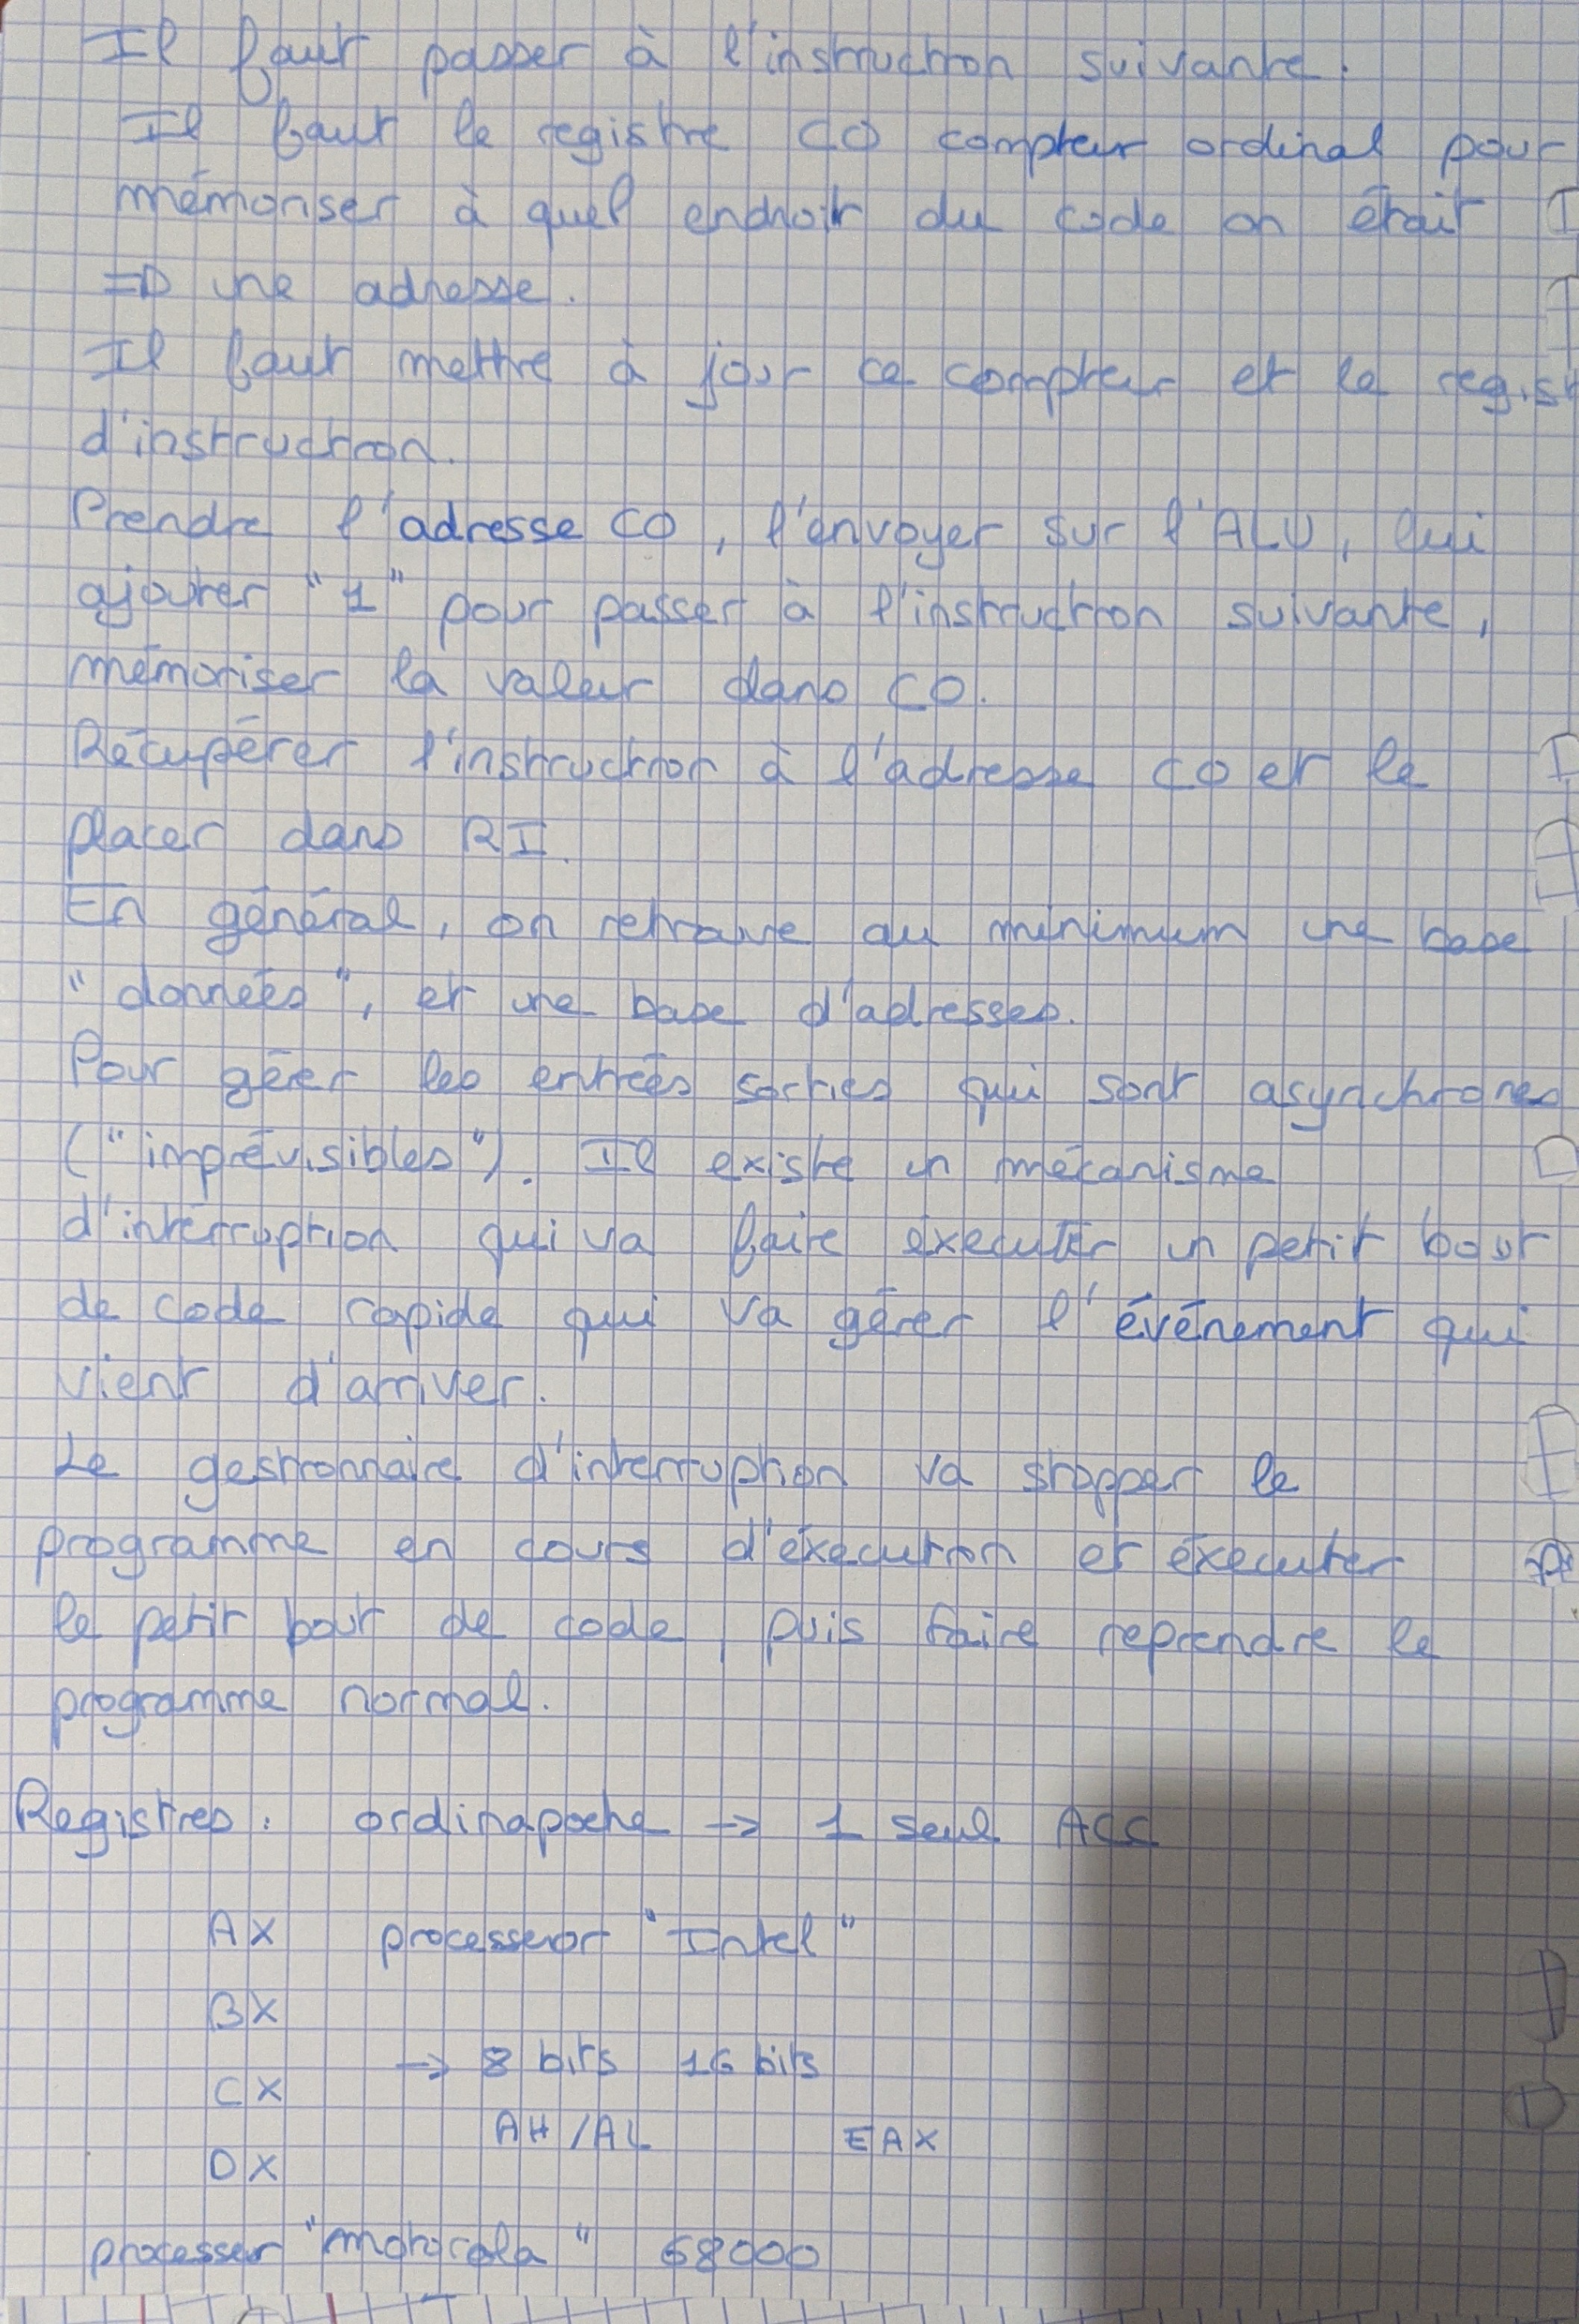 Il faut passer à l'instruction suivante.
Il faut le registre CO compteur ordinal pour
mémoriser à quel endroit du code on était
=D une adresse.
Il faut mettre à jour ce compteur et le regist
d'instruction.
Prendre l'adresse CO, l'envoyer sur l'ALU, lui
ajouter "1" pour passer à l'instruction suivante,
mémoriser la valeur dans CO.
Récupérer l'instruction à l'adresse CO et le
placer dans RI.
En général, on retrouve au minimum une base
"données", et une base d'adresses.
Pour gérer les entrées sorties qui sont asynchrones
("imprévisibles"). Il existe un mécanisme
d'interruption qui va faire éxecuter un petit bout
de code rapide qui va gérer l'événement qui
vient d'arriver.
Le gestionnaire d'interruption va stopper le
programme en cours d'éxecution et éxecuter
le petit bout de code, puis faire reprendre le
programme normal.
Registres : ordinapoche -> 1 seul ACC
AX processeur "Intel"
BX
-> 8 bits 16 bits
CX
AH/AL EAX
DX
processeur "motorola" 68000